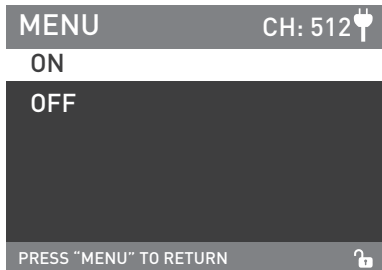 MENU CH: 512
ON
OFF
PRESS “MENU” TO RETURN